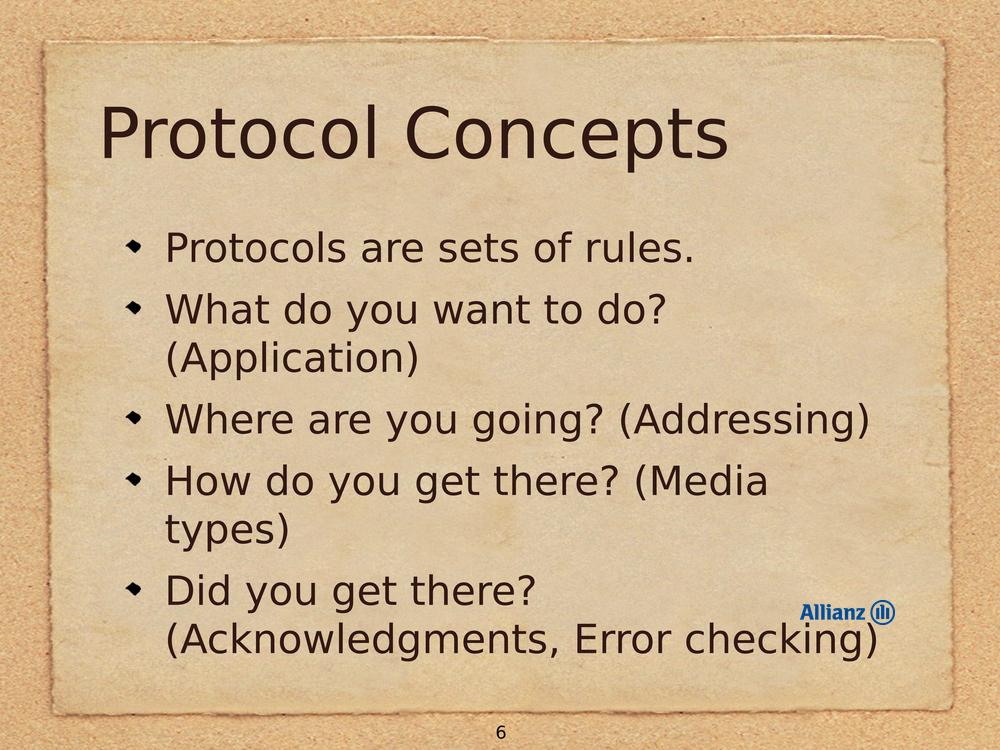 Protocol Concepts
Protocols are sets of rules.
What do you want to do?
(Application)
Where are you going? (Addressing)
How do you get there? (Media
types)
Did you get there?
(Acknowledgments, Error checking)
Allianz
6